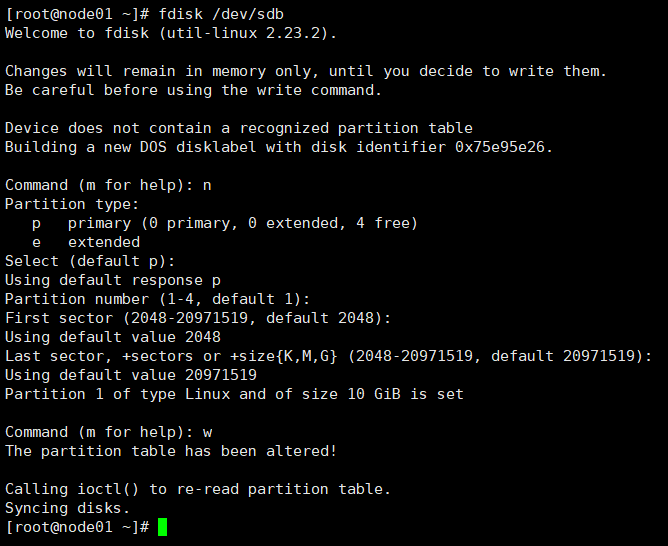 [root@node01 ~]# fdisk /dev/sdb
Welcome to fdisk (util-linux 2.23.2).
Changes will remain in memory only, until you decide to write them.
Be careful before using the write command.
Device does not contain a recognized partition table
Building a new DOS disklabel with disk identifier 0x75e95e26.
Command (m for help): n
Partition type:
   p   primary (0 primary, 0 extended, 4 free)
   e   extended
Select (default p):
Using default response p
Partition number (1-4, default 1):
First sector (2048-20971519, default 2048):
Using default value 2048
Last sector, +sectors or +size{K,M,G} (2048-20971519, default 20971519):
Using default value 20971519
Partition 1 of type Linux and of size 10 GiB is set
Command (m for help): w
The partition table has been altered!
Calling ioctl() to re-read partition table.
Syncing disks.
[root@node01 ~]#